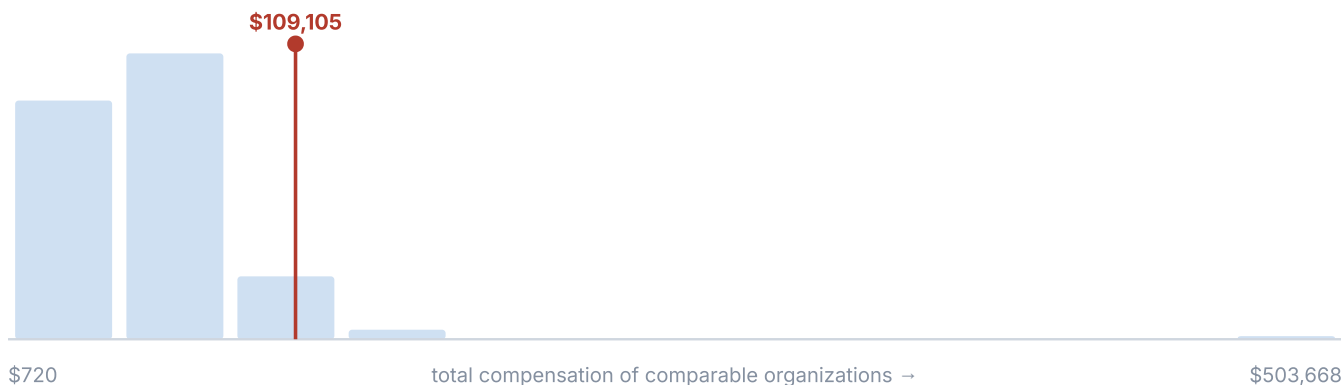 $109,105
$720 total compensation of comparable organizations → $503,668